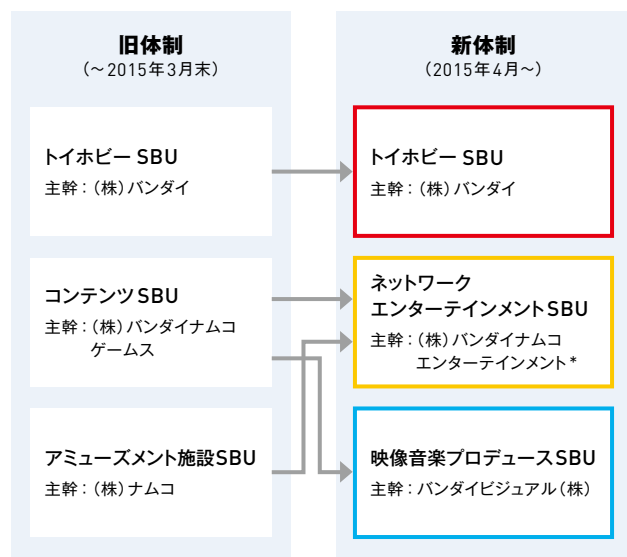 旧体制
(～2015年3月末)
トイホビー SBU
主幹：(株)バンダイ
コンテンツSBU
主幹：(株)バンダイナムコ
ゲームス
アミューズメント施設SBU
主幹：(株)ナムコ
新体制
(2015年4月～)
トイホビー SBU
主幹：(株)バンダイ
ネットワーク
エンターテインメントSBU
主幹：(株)バンダイナムコ
エンターテインメント*
映像音楽プロデュースSBU
主幹：バンダイビジュアル(株)